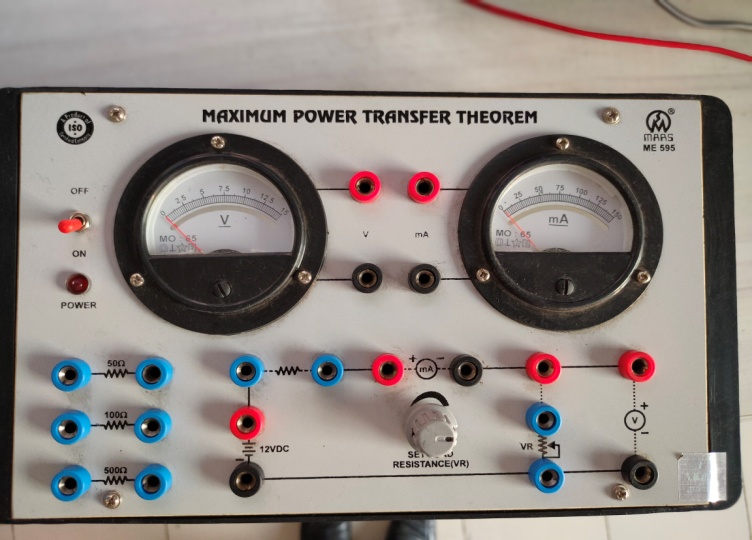 MAXIMUM POWER TRANSFER THEOREM
ISO
MARS
ME 595
OFF
ON
POWER
0 2.5 5 7.5 10 12.5 15
V
MO : 65
0 25 50 75 100 125 150
mA
MO : 65
V
mA
50Ω
100Ω
500Ω
+ mA -
12VDC
-
RESISTANCE(VR)
VR
+
V
-